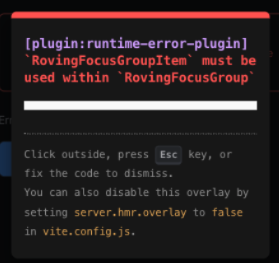 [plugin:runtime-error-plugin]
`RovingFocusGroupItem` must be
used within `RovingFocusGroup`
Click outside, press Esc key, or
fix the code to dismiss.
You can also disable this overlay by
setting server.hmr.overlay to false
in vite.config.js.